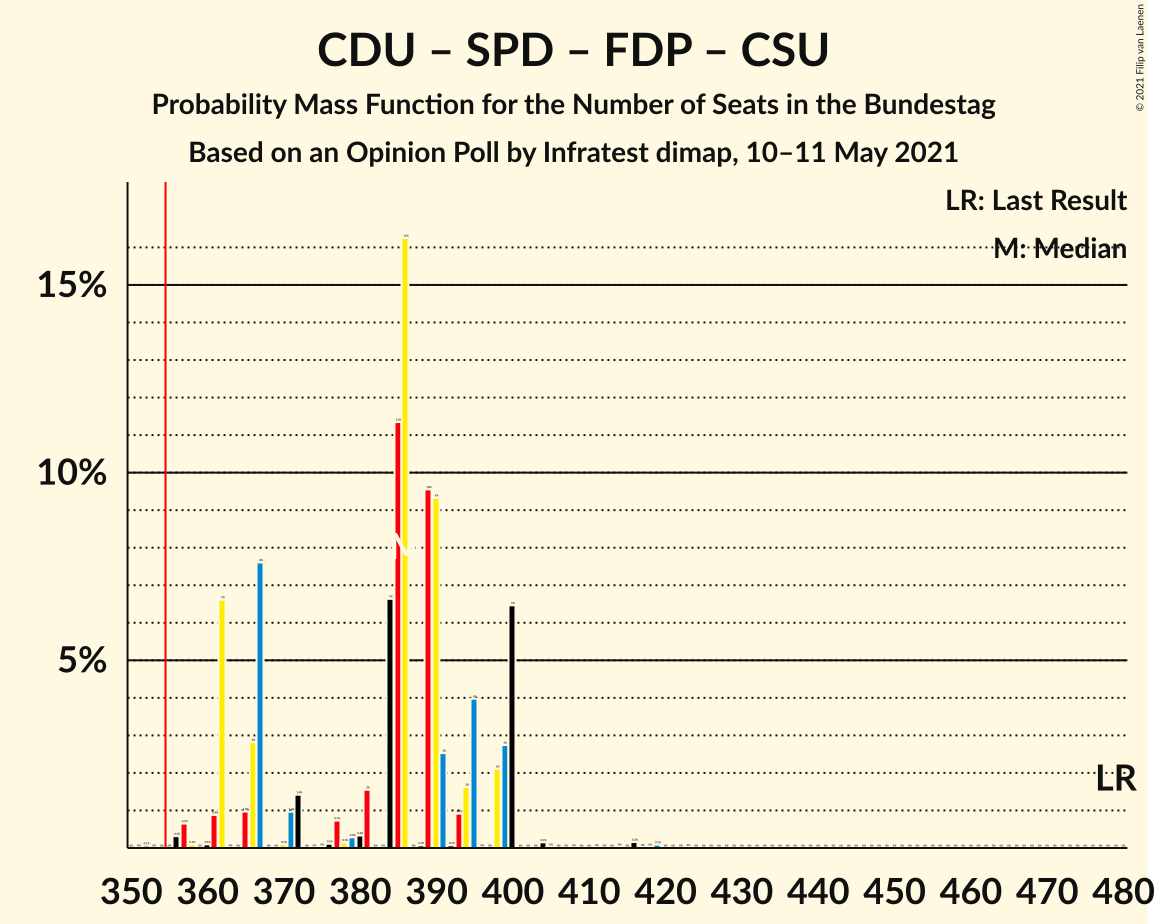 CDU – SPD – FDP – CSU
Probability Mass Function for the Number of Seats in the Bundestag
Based on an Opinion Poll by Infratest dimap, 10–11 May 2021
© 2021 Filip van Laenen
LR: Last Result
M: Median
15%
10%
5%
LR
350 360 370 380 390 400 410 420 430 440 450 460 470 480